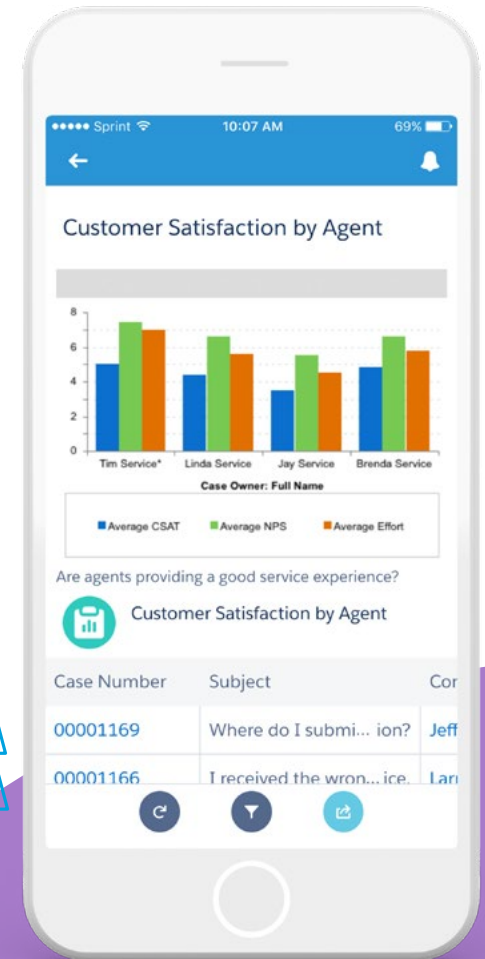 Sprint 10:07 AM 69%
Customer Satisfaction by Agent
8
6
4
2
0
Tim Service* Linda Service Jay Service Brenda Service
Case Owner: Full Name
Average CSAT Average NPS Average Effort
Are agents providing a good service experience?
Customer Satisfaction by Agent
Case Number Subject Cor
00001169 Where do I submi... ion? Jeff
00001166 I received the wron... ice. Larr